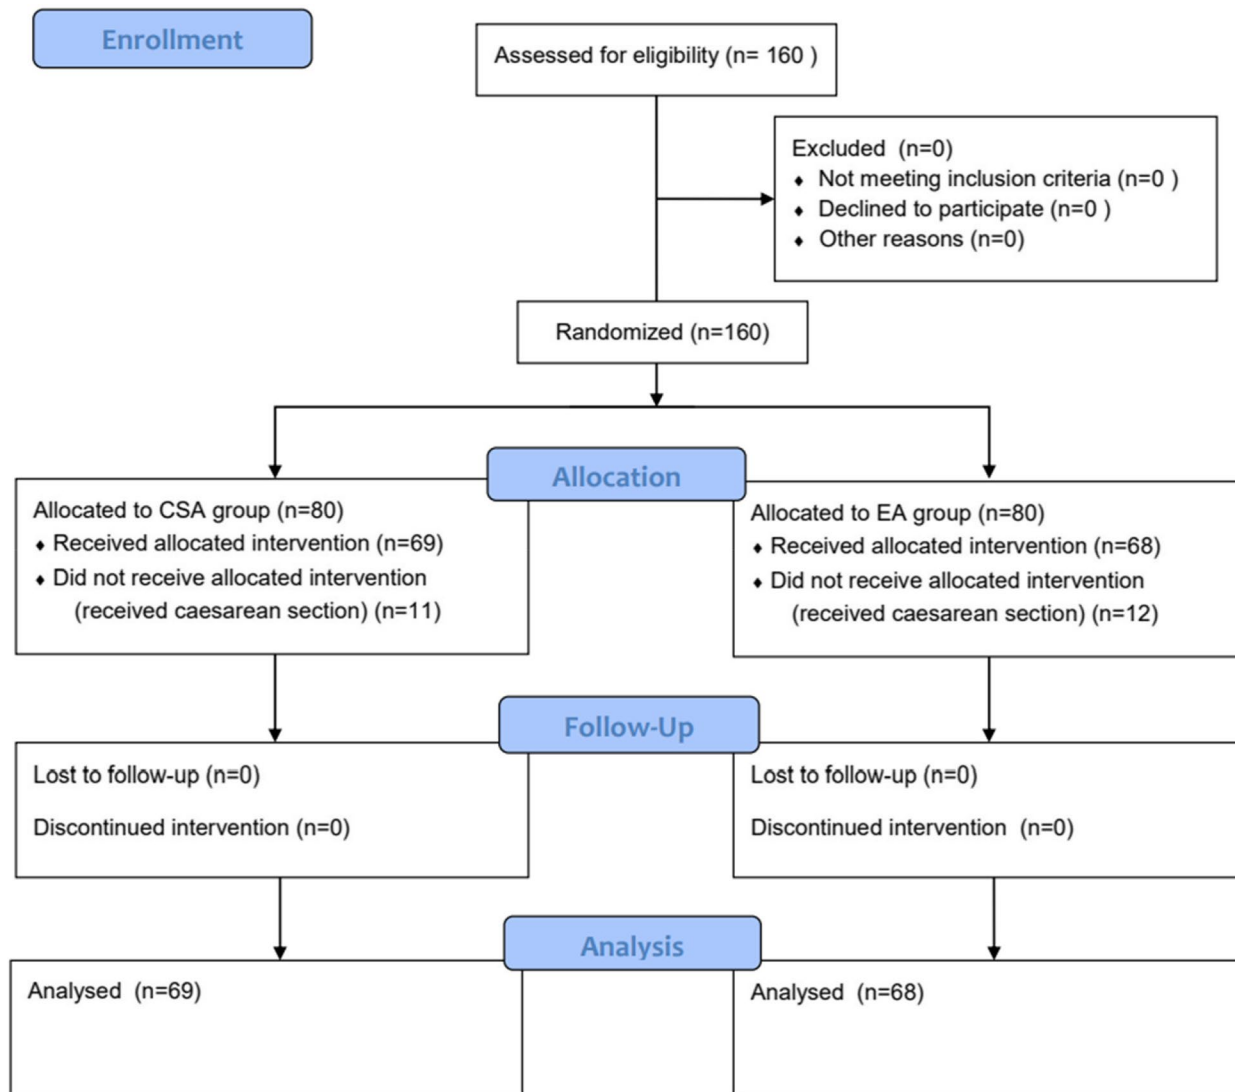 Enrollment
Assessed for eligibility (n= 160 )
Excluded (n=0)
♦ Not meeting inclusion criteria (n=0 )
♦ Declined to participate (n=0 )
♦ Other reasons (n=0)
Randomized (n=160)
Allocation
Allocated to CSA group (n=80)
♦ Received allocated intervention (n=69)
♦ Did not receive allocated intervention
(received caesarean section) (n=11)
Allocated to EA group (n=80)
♦ Received allocated intervention (n=68)
♦ Did not receive allocated intervention
(received caesarean section) (n=12)
Follow-Up
Lost to follow-up (n=0)
Discontinued intervention (n=0)
Lost to follow-up (n=0)
Discontinued intervention (n=0)
Analysis
Analysed (n=69)
Analysed (n=68)